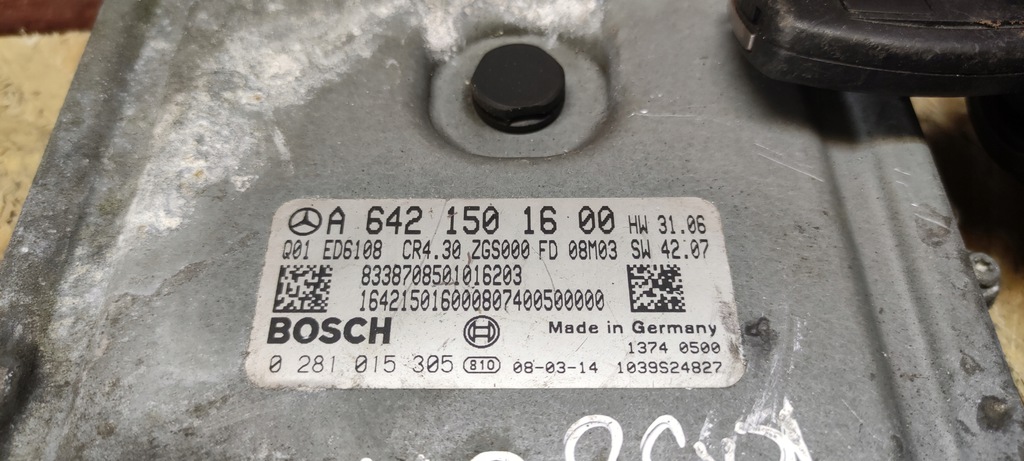 A 642 150 16 00 HW 31.06
Q01 ED6108 CR4.30 ZGS000 FD 08M03 SW 42.07
8338708501016203
1642150160000807400500000
BOSCH Made in Germany
1374 0500
0 281 015 305 810 08-03-14 1039S24827